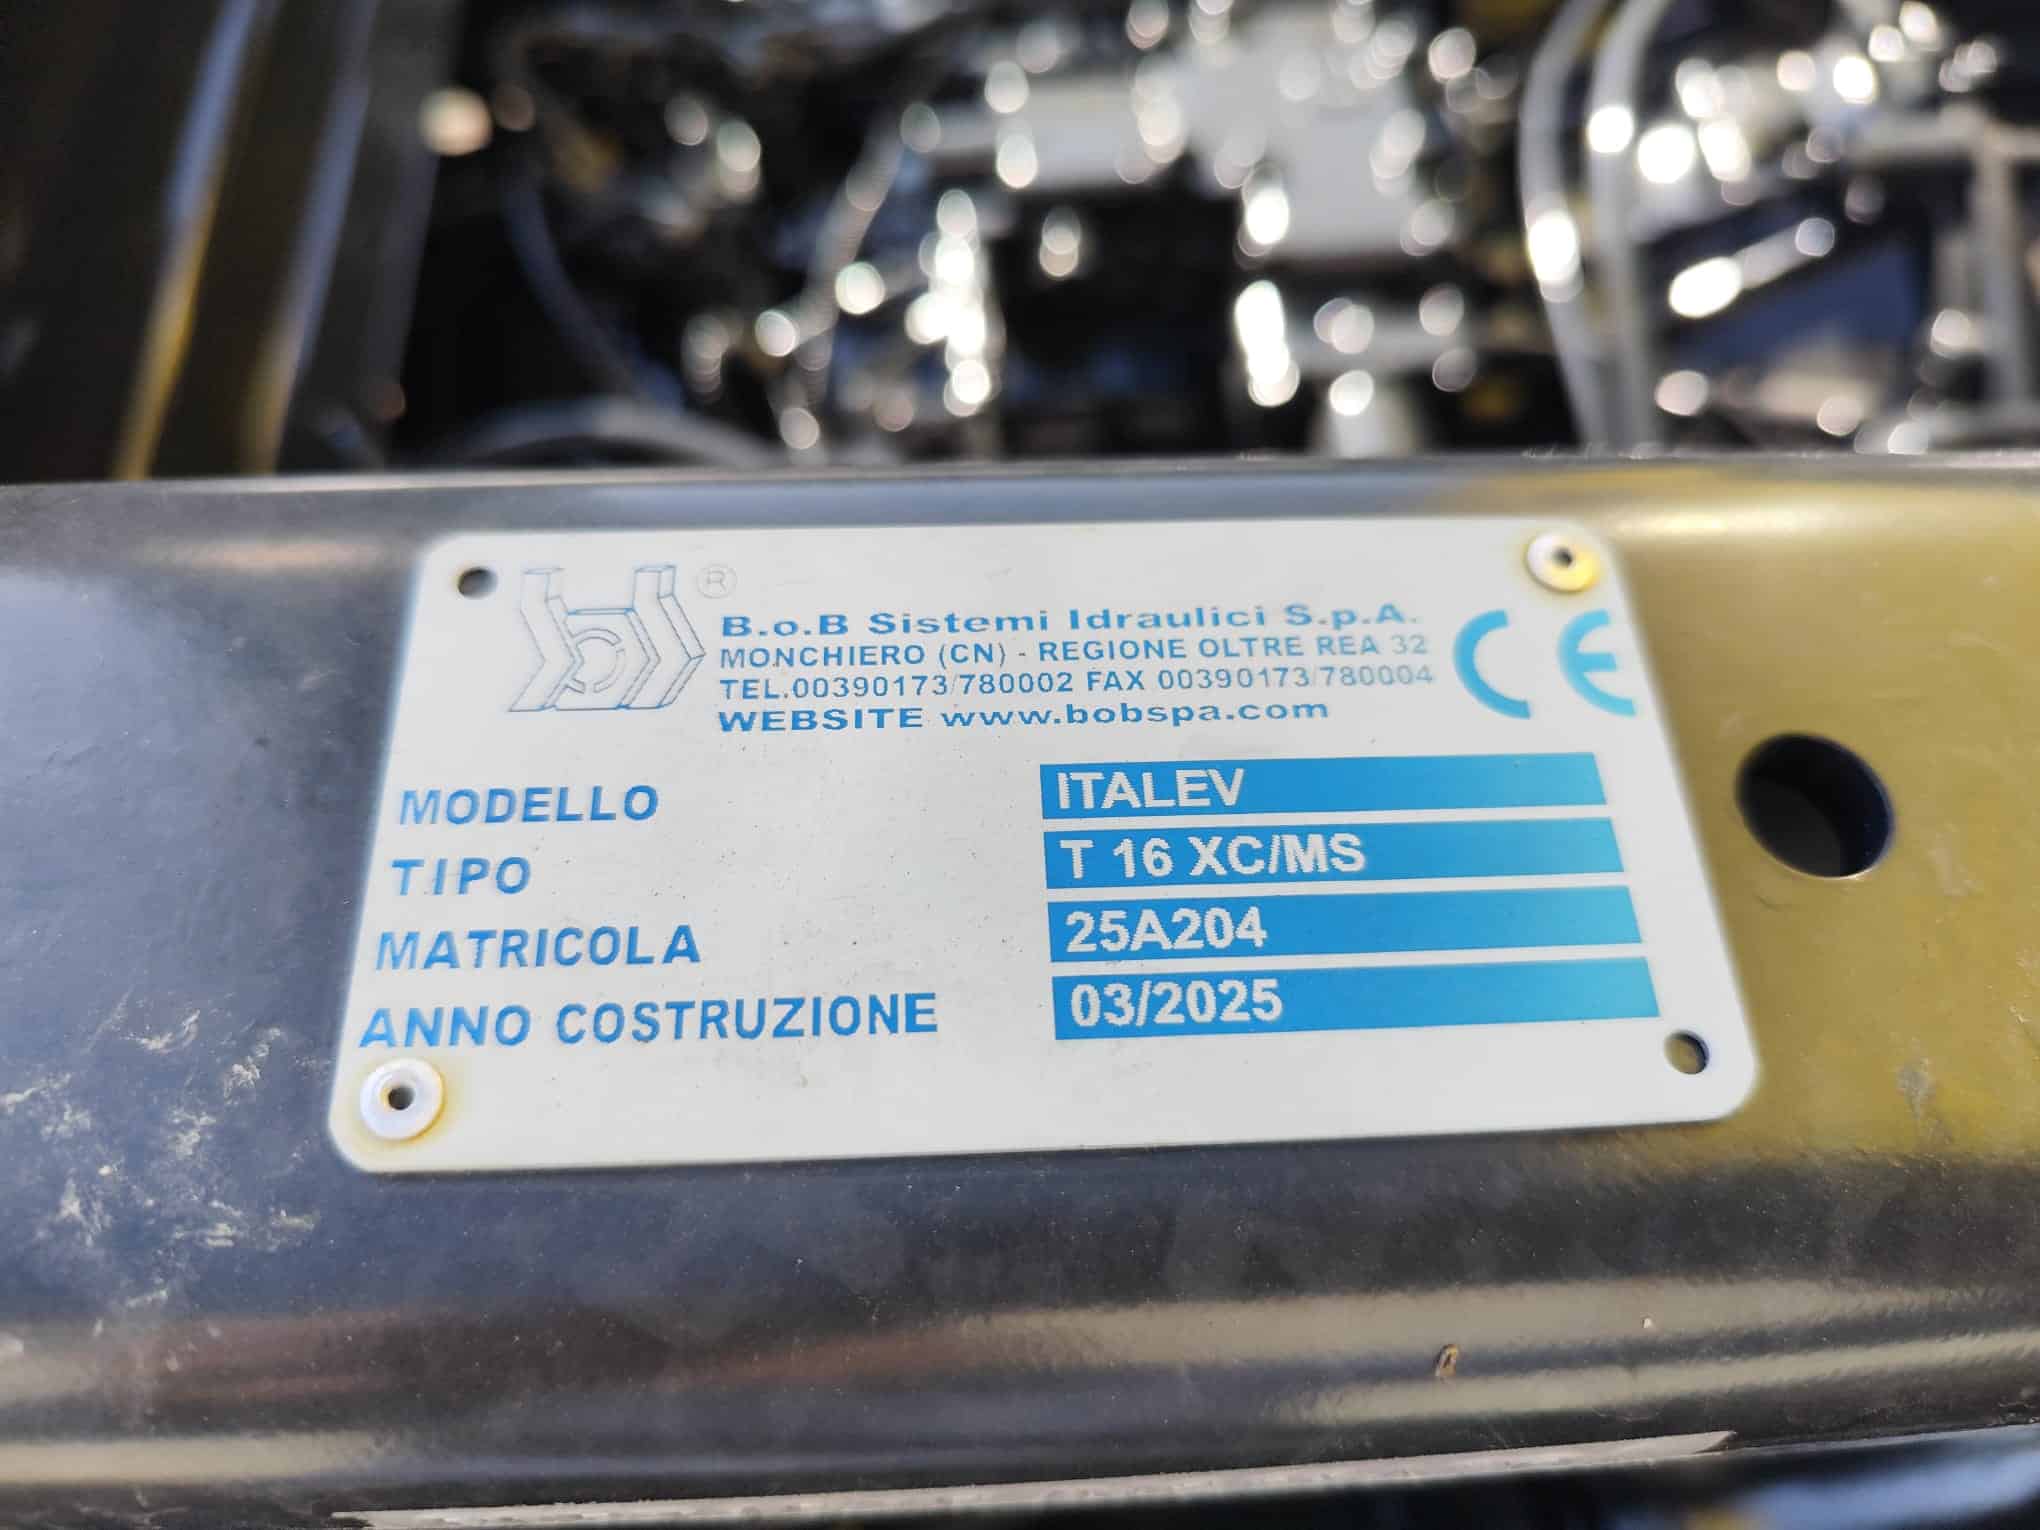 ®
B.o.B Sistemi Idraulici S.p.A.
MONCHIERO (CN) - REGIONE OLTRE REA 32
TEL.00390173/780002 FAX 00390173/780004
WEBSITE www.bobspa.com
CE
MODELLO ITALEV
TIPO T 16 XC/MS
MATRICOLA 25A204
ANNO COSTRUZIONE 03/2025